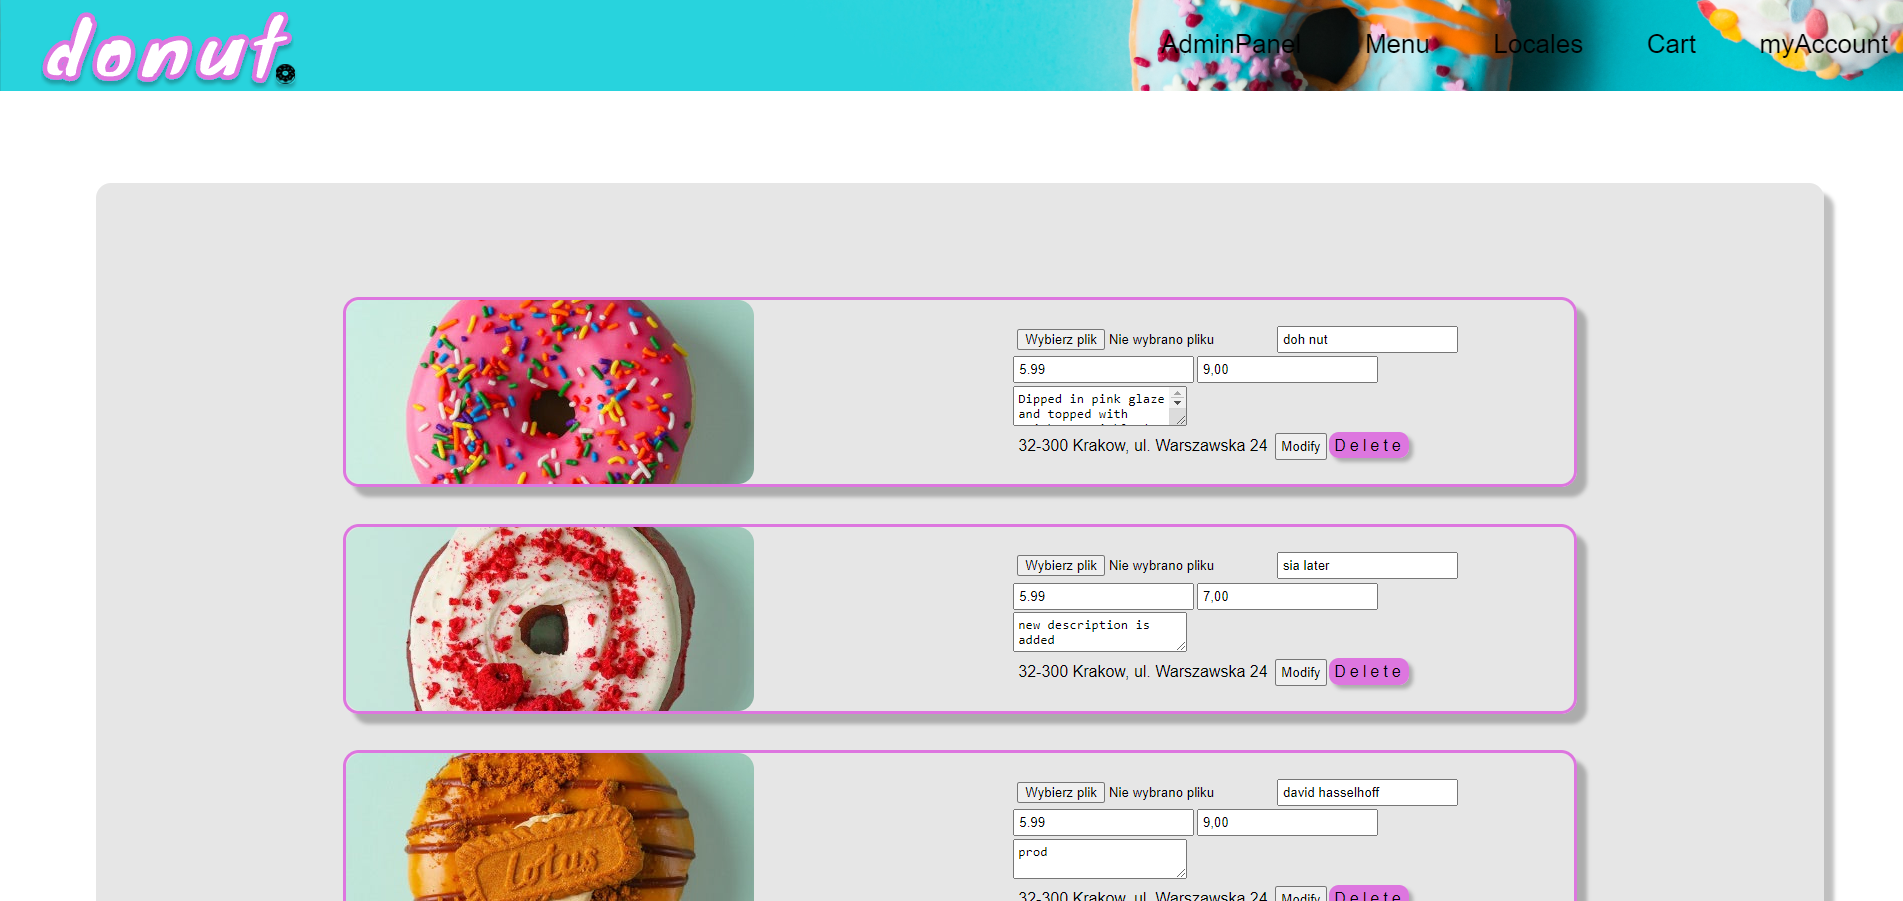 donut.
AdminPanel Menu Locales Cart myAccount
Wybierz plik Nie wybrano pliku doh nut
5.99 9,00
Dipped in pink glaze
and topped with
32-300 Krakow, ul. Warszawska 24 Modify Delete
Wybierz plik Nie wybrano pliku sia later
5.99 7,00
new description is
added
32-300 Krakow, ul. Warszawska 24 Modify Delete
Wybierz plik Nie wybrano pliku david hasselhoff
5.99 9,00
lotus
prod
32-300 Krakow, ul. Warszawska 24 Modify Delete